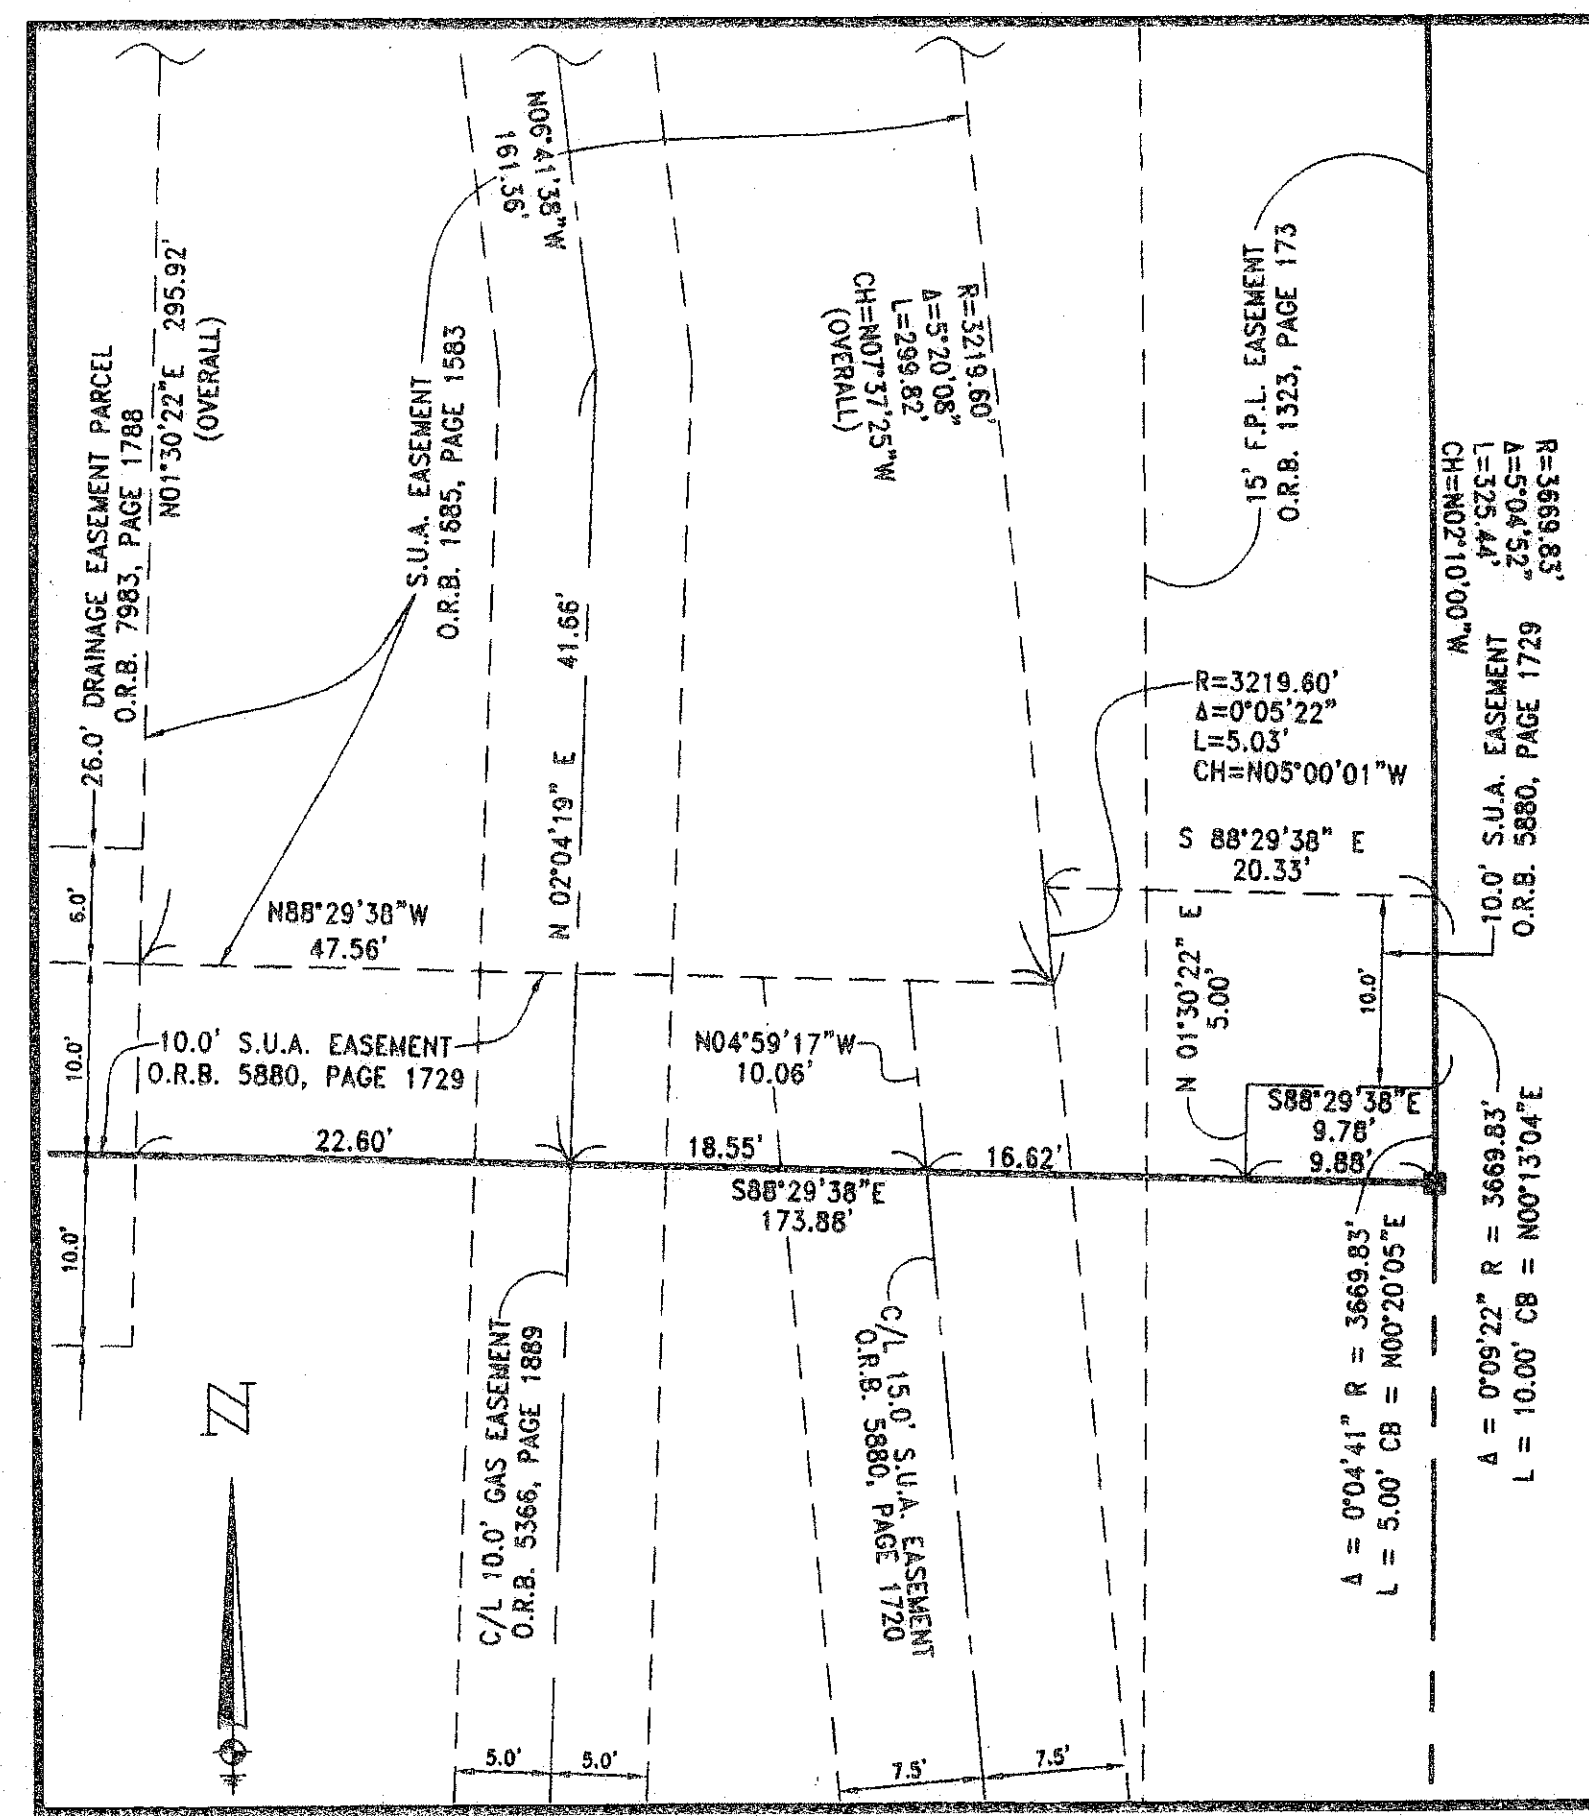 26.0' DRAINAGE EASEMENT PARCEL
O.R.B. 7983, PAGE 1788
N01°30'22"E 295.92'
(OVERALL)
N06°41'38"W
161.36'
S.U.A. EASEMENT
O.R.B. 1685, PAGE 1583
R=3219.60'
Δ=5°20'08"
L=299.82'
CH=N07°37'25"W
(OVERALL)
15' F.P.L. EASEMENT
O.R.B. 1323, PAGE 173
R=3669.83'
Δ=5°04'52"
L=325.44'
CH=N02°10'00"W
N 02°04'19" E 41.66'
R=3219.60'
Δ=0°05'22"
L=5.03'
CH=N05°00'01"W
10.0' S.U.A. EASEMENT
O.R.B. 5880, PAGE 1729
S 88°29'38" E
20.33'
6.0'
N88°29'38"W
47.56'
N 01°30'22" E
5.00'
10.0'
10.0'
10.0' S.U.A. EASEMENT
O.R.B. 5880, PAGE 1729
N04°59'17"W
10.06'
S88°29'38"E
9.78'
9.88'
22.60'
18.55'
16.62'
S88°29'38"E
173.88'
10.0'
C/L 10.0' GAS EASEMENT
O.R.B. 5366, PAGE 1889
C/L 15.0' S.U.A. EASEMENT
O.R.B. 5880, PAGE 1720
Δ = 0°04'41" R = 3669.83'
L = 5.00' CB = N00°20'05"E
Δ = 0°09'22" R = 3669.83'
L = 10.00' CB = N00°13'04"E
N
5.0'
5.0'
7.5'
7.5'